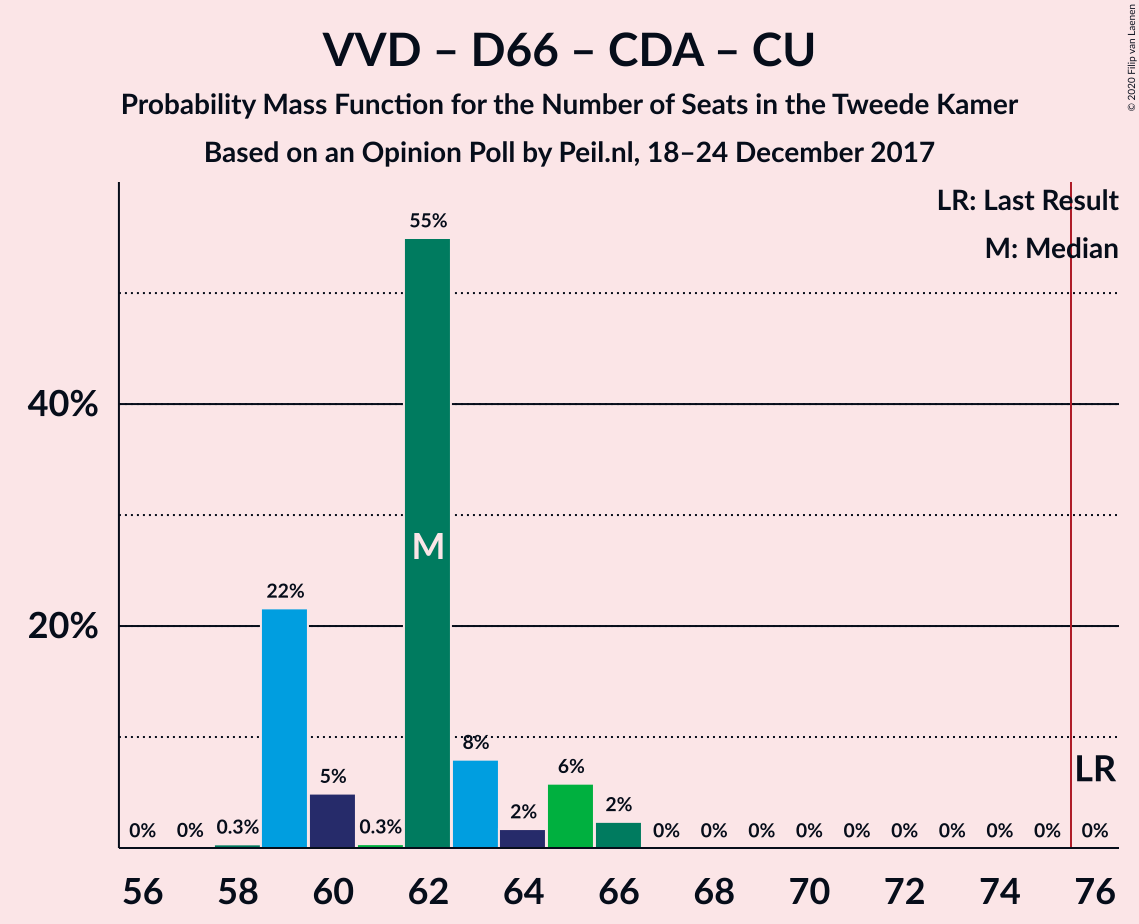 VVD – D66 – CDA – CU
Probability Mass Function for the Number of Seats in the Tweede Kamer
Based on an Opinion Poll by Peil.nl, 18–24 December 2017
© 2020 Filip van Laenen
LR: Last Result
M: Median
55%
40%
M
22%
20%
8%
6%
5%
LR
2%
2%
0% 0% 0.3% 0.3% 0% 0% 0% 0% 0% 0% 0% 0% 0% 0%
56 58 60 62 64 66 68 70 72 74 76